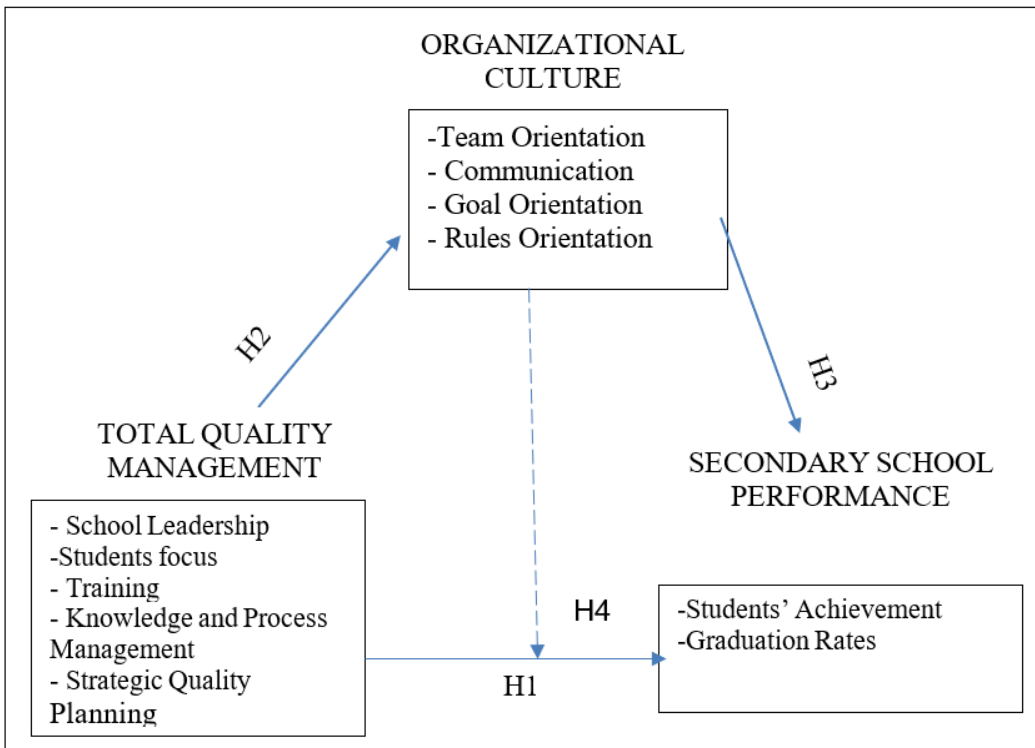 ORGANIZATIONAL
CULTURE
-Team Orientation
- Communication
- Goal Orientation
- Rules Orientation
H2
H3
TOTAL QUALITY
MANAGEMENT
SECONDARY SCHOOL
PERFORMANCE
- School Leadership
-Students focus
- Training
- Knowledge and Process
Management
- Strategic Quality
Planning
H4
H1
-Students’ Achievement
-Graduation Rates